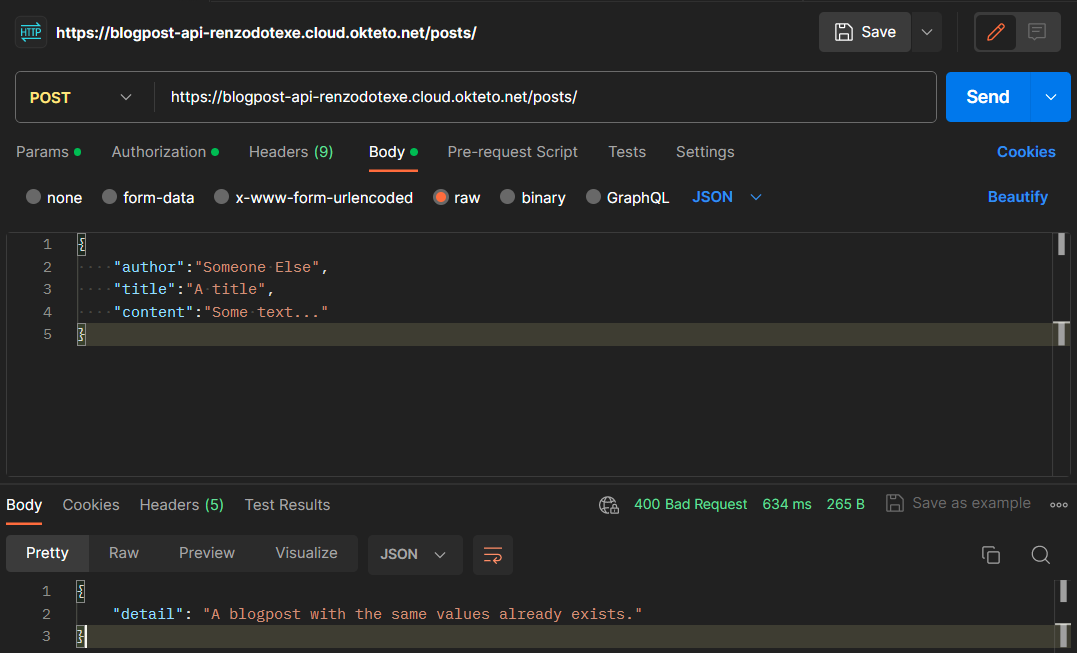 HTTP https://blogpost-api-renzodotexe.cloud.okteto.net/posts/ Save
POST https://blogpost-api-renzodotexe.cloud.okteto.net/posts/ Send
Params Authorization Headers (9) Body Pre-request Script Tests Settings Cookies
none form-data x-www-form-urlencoded raw binary GraphQL JSON Beautify
1 {
2 ····"author":"Someone·Else",
3 ····"title":"A·title",
4 ····"content":"Some·text..."
5 }
Body Cookies Headers (5) Test Results 400 Bad Request 634 ms 265 B Save as example
Pretty Raw Preview Visualize JSON
1 {
2 "detail": "A blogpost with the same values already exists."
3 }